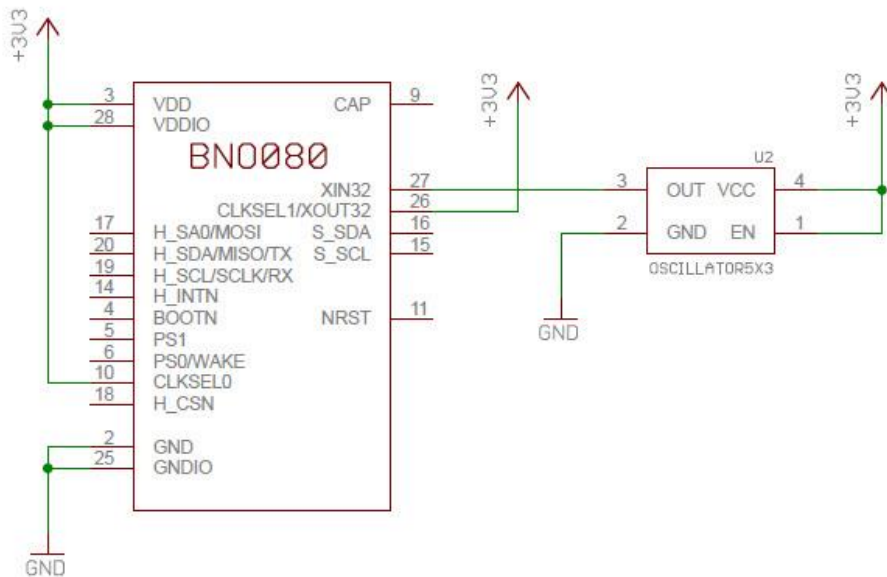 +3V3
3 VDD CAP 9
28 VDDIO
BNO080
XIN32 27
CLKSEL1/XOUT32 26
17 H_SA0/MOSI S_SDA 16
20 H_SDA/MISO/TX S_SCL 15
19 H_SCL/SCLK/RX
14 H_INTN
4 BOOTN NRST 11
5 PS1
6 PS0/WAKE
10 CLKSEL0
18 H_CSN
2 GND
25 GNDIO
GND
+3V3
+3V3
U2
3 OUT VCC 4
2 GND EN 1
OSCILLATOR5X3
GND